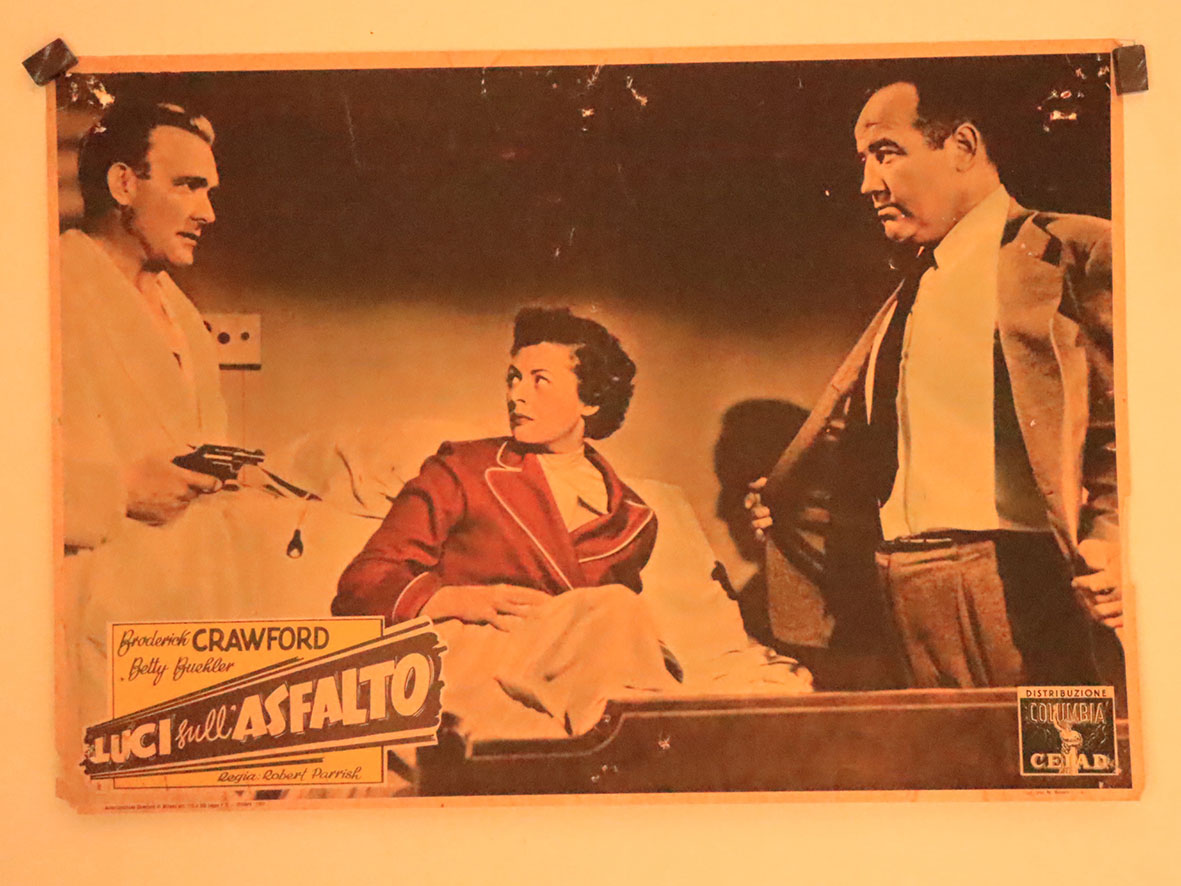 Broderick CRAWFORD
Betty Buehler
LUCI sull'ASFALTO
Regia: Robert Parrish
DISTRIBUZIONE
COLUMBIA
CEIAD